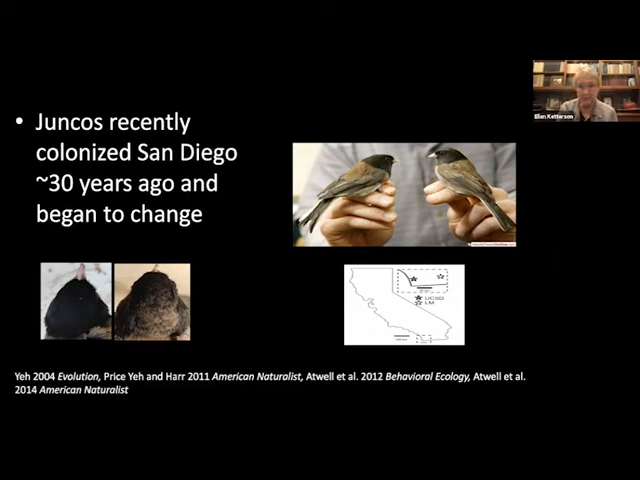 • Juncos recently
colonized San Diego
~30 years ago and
began to change
Ellen Ketterson
UCSD
LM
Yeh 2004 Evolution, Price Yeh and Harr 2011 American Naturalist, Atwell et al. 2012 Behavioral Ecology, Atwell et al.
2014 American Naturalist